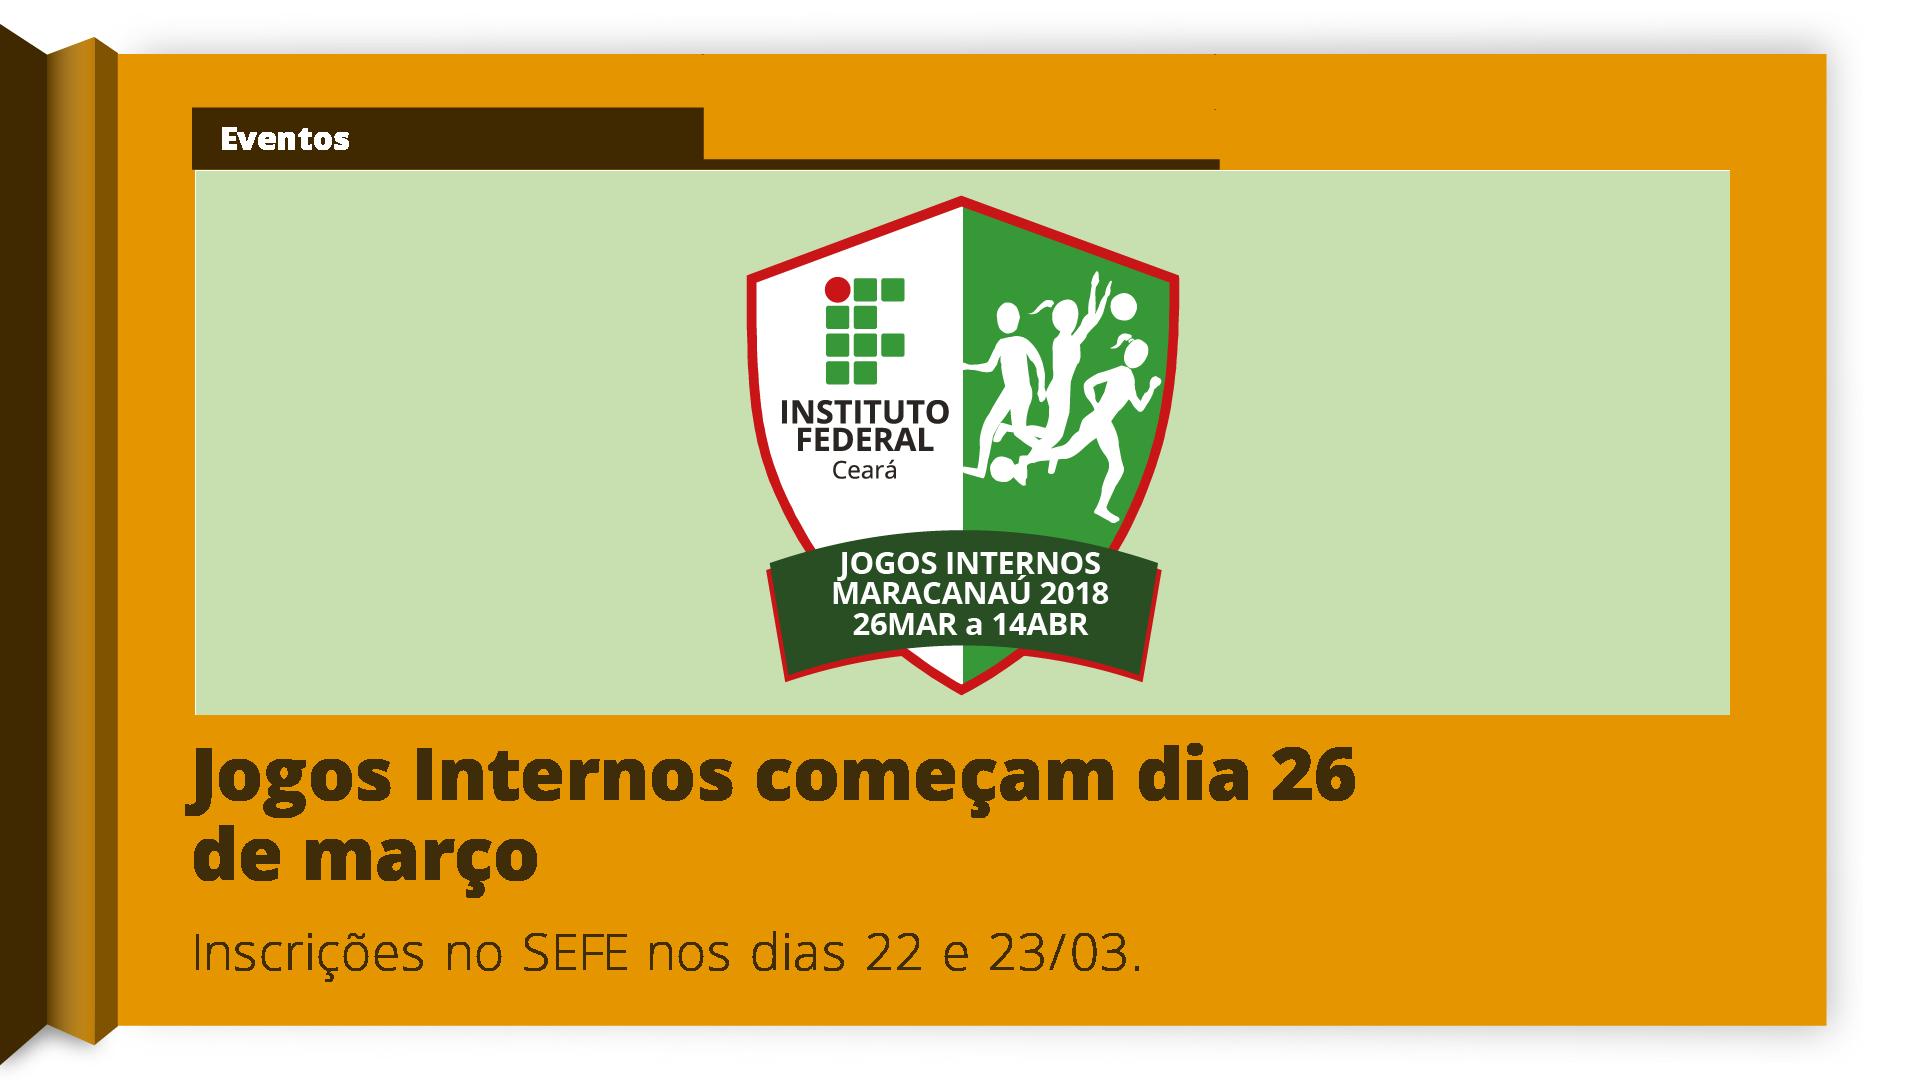 Eventos
INSTITUTO
FEDERAL
Ceará
JOGOS INTERNOS
MARACANAÚ 2018
26MAR a 14ABR
Jogos Internos começam dia 26
de março
Inscrições no SEFE nos dias 22 e 23/03.